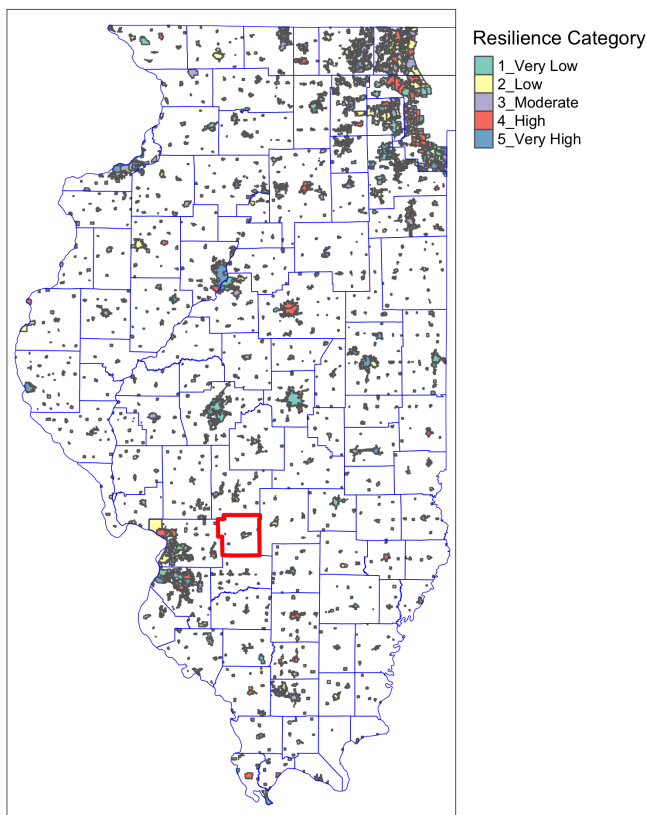 Resilience Category
1_Very Low
2_Low
3_Moderate
4_High
5_Very High